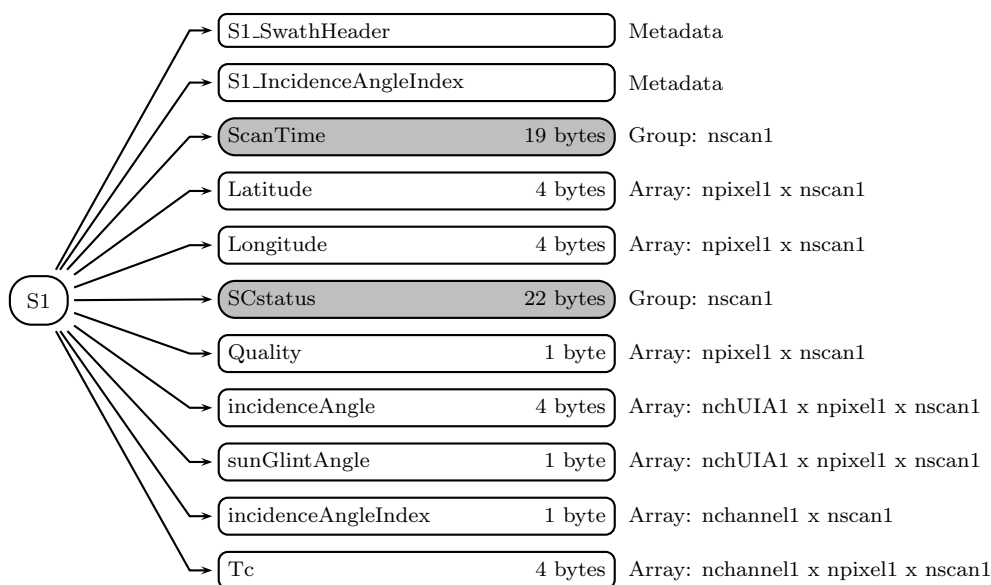 S1_SwathHeader Metadata
S1_IncidenceAngleIndex Metadata
ScanTime 19 bytes Group: nscan1
Latitude 4 bytes Array: npixel1 x nscan1
Longitude 4 bytes Array: npixel1 x nscan1
S1 SCstatus 22 bytes Group: nscan1
Quality 1 byte Array: npixel1 x nscan1
incidenceAngle 4 bytes Array: nchUIA1 x npixel1 x nscan1
sunGlintAngle 1 byte Array: nchUIA1 x npixel1 x nscan1
incidenceAngleIndex 1 byte Array: nchannel1 x nscan1
Tc 4 bytes Array: nchannel1 x npixel1 x nscan1